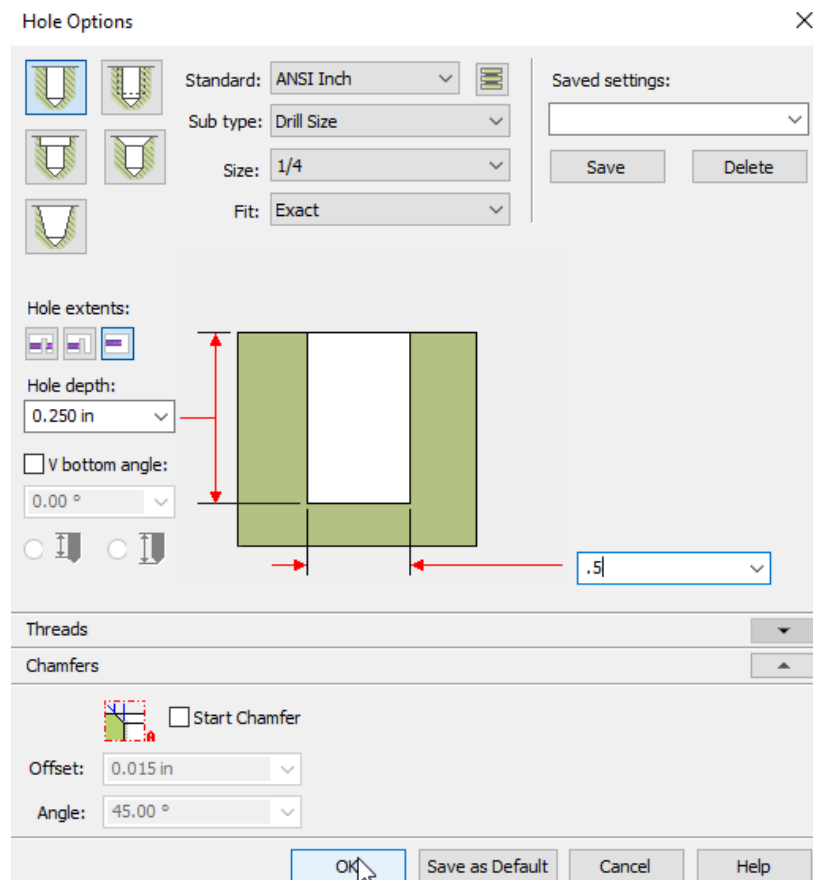 Hole Options
Standard: ANSI Inch
Saved settings:
Sub type: Drill Size
Size: 1/4
Save
Delete
Fit: Exact
Hole extents:
Hole depth:
0.250 in
V bottom angle:
0.00 °
.5
Threads
Chamfers
A
Start Chamfer
Offset: 0.015 in
Angle: 45.00 °
OK
Save as Default
Cancel
Help